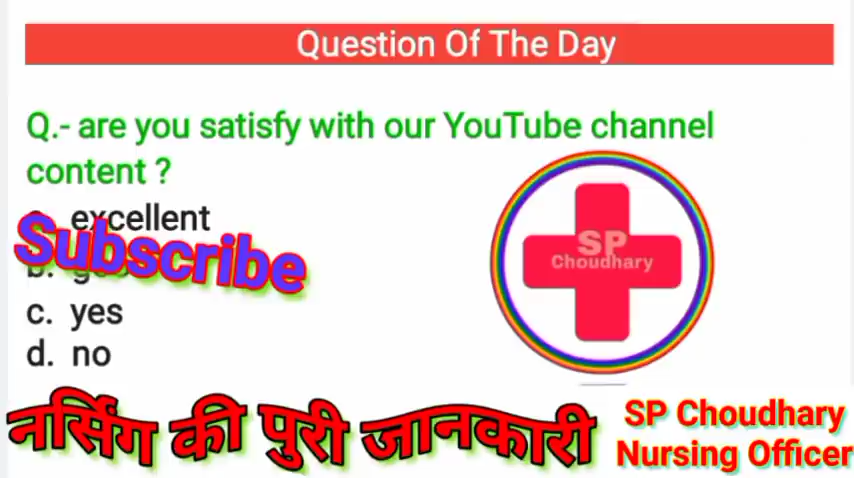 Question Of The Day
Q.- are you satisfy with our YouTube channel
content ?
excellent
Subscribe
b.
c. yes
d. no
SP
Choudhary
नर्सिंग की पुरी जानकारी
SP Choudhary
Nursing Officer